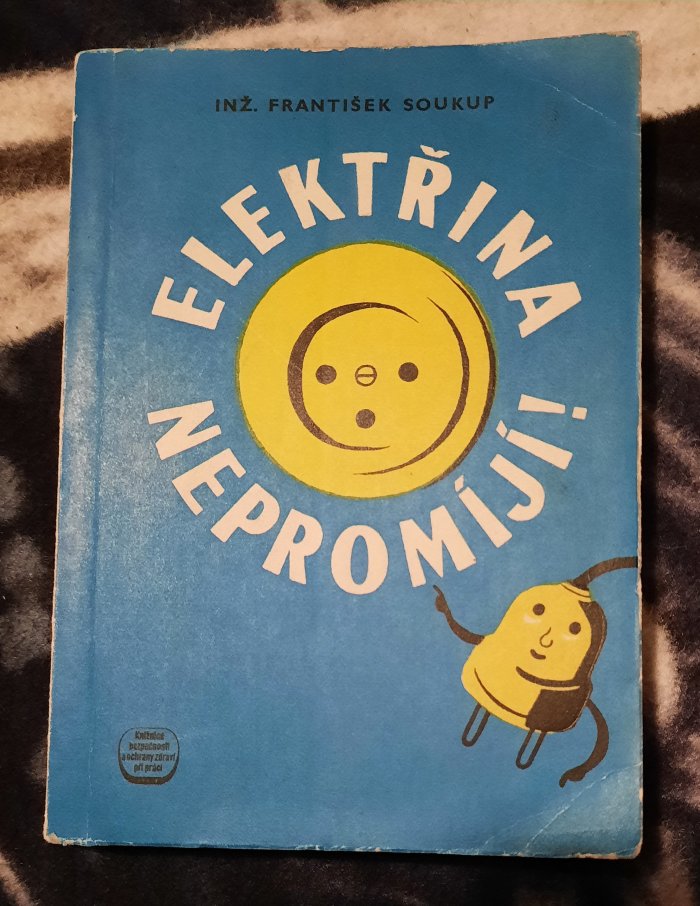 INŽ. FRANTIŠEK SOUKUP
ELEKTŘINA
NEPROMÍJÍ!
Knižnice
bezpečnosti
a ochrany zdraví
při práci